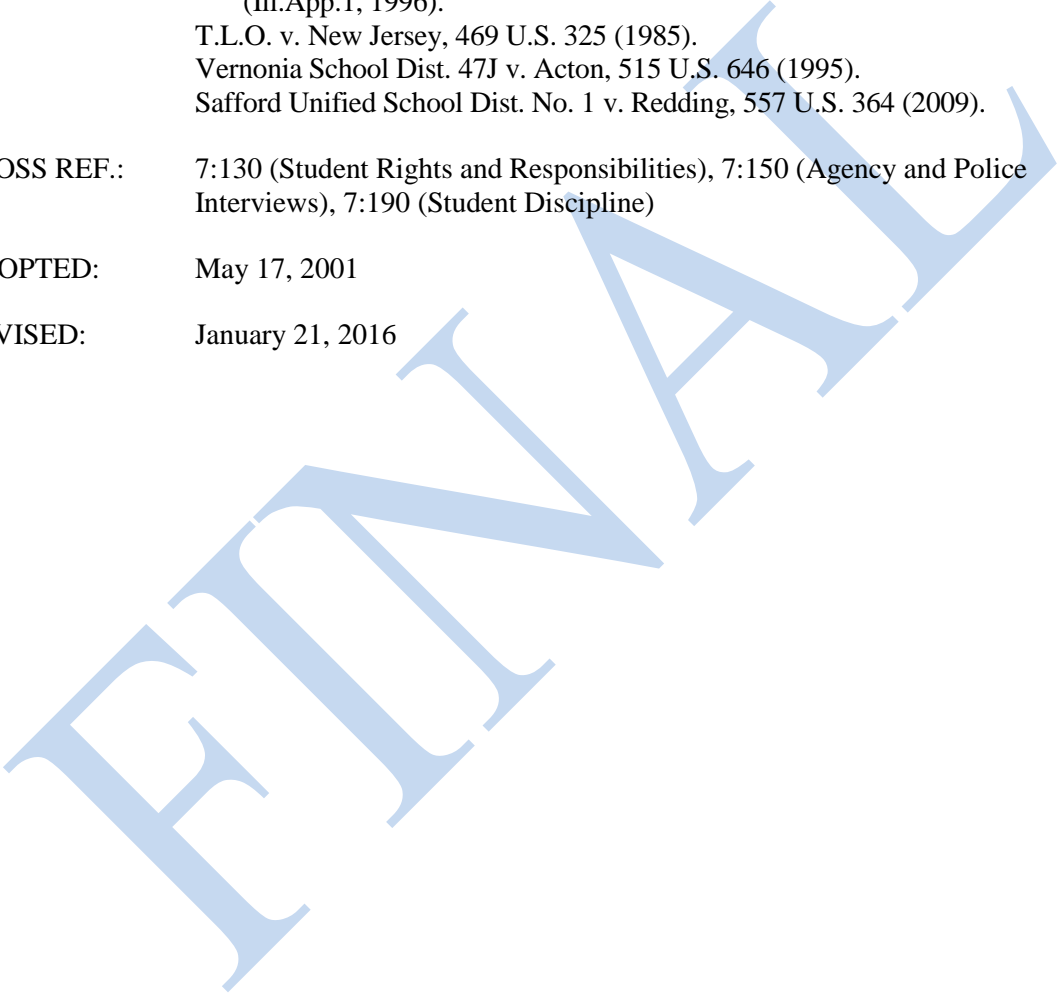 (Ill.App.1, 1996).
T.L.O. v. New Jersey, 469 U.S. 325 (1985).
Vernonia School Dist. 47J v. Acton, 515 U.S. 646 (1995).
Safford Unified School Dist. No. 1 v. Redding, 557 U.S. 364 (2009).
OSS REF.: 7:130 (Student Rights and Responsibilities), 7:150 (Agency and Police
Interviews), 7:190 (Student Discipline)
OPTED: May 17, 2001
VISED: January 21, 2016
FINAL